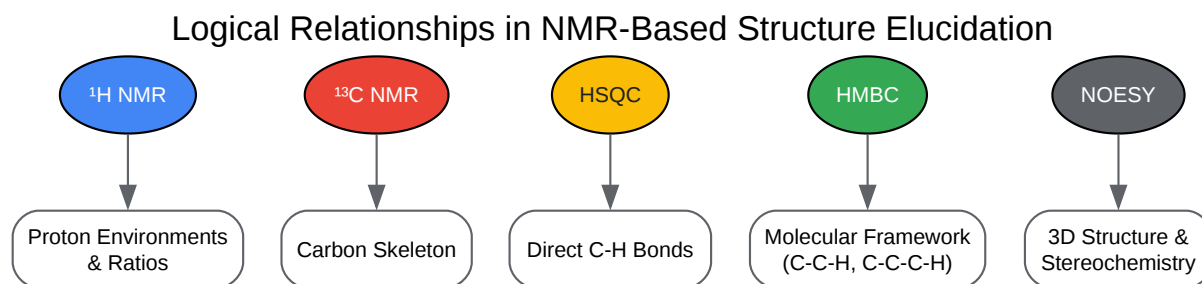 Logical Relationships in NMR-Based Structure Elucidation
¹H NMR
¹³C NMR
HSQC
HMBC
NOESY
Proton Environments
& Ratios
Carbon Skeleton
Direct C-H Bonds
Molecular Framework
(C-C-H, C-C-C-H)
3D Structure &
Stereochemistry